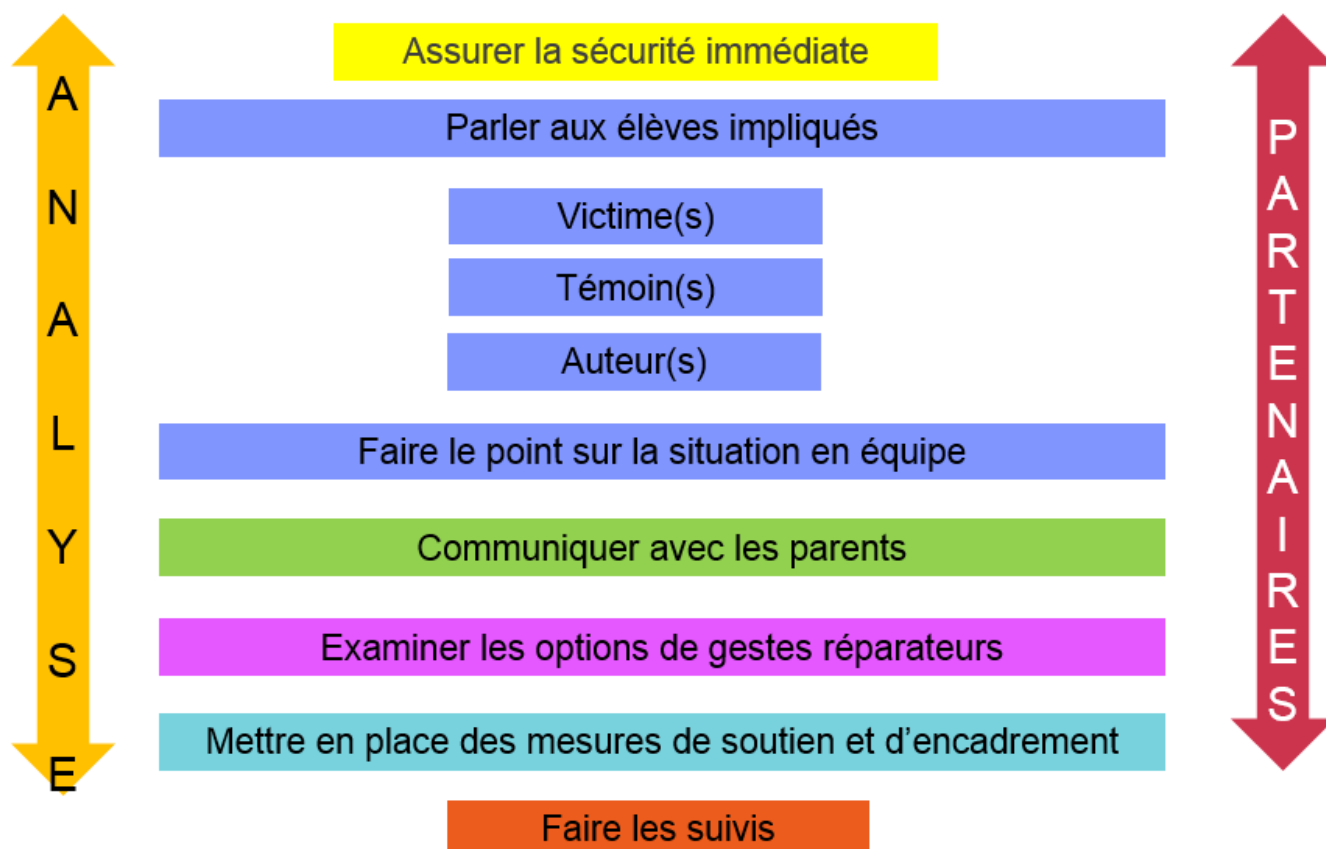 ANALYSE
Assurer la sécurité immédiate
Parler aux élèves impliqués
Victime(s)
Témoin(s)
Auteur(s)
Faire le point sur la situation en équipe
Communiquer avec les parents
Examiner les options de gestes réparateurs
Mettre en place des mesures de soutien et d’encadrement
Faire les suivis
PARTENAIRES